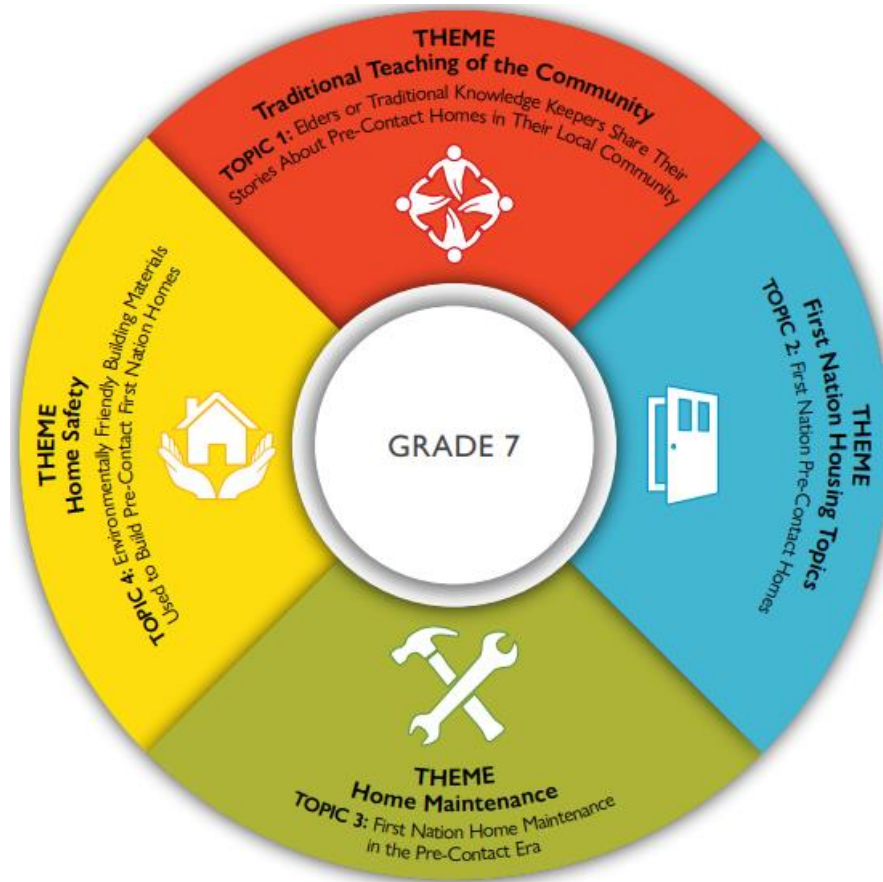 THEME
Traditional Teaching of the Community
TOPIC 1: Elders or Traditional Knowledge Keepers Share Their
Stories About Pre-Contact Homes in Their Local Community
THEME
First Nation Housing Topics
TOPIC 2: First Nation Pre-Contact Homes
THEME
Home Maintenance
TOPIC 3: First Nation Home Maintenance
in the Pre-Contact Era
THEME
Home Safety
TOPIC 4: Environmentally Friendly Building Materials
Used to Build Pre-Contact First Nation Homes
GRADE 7